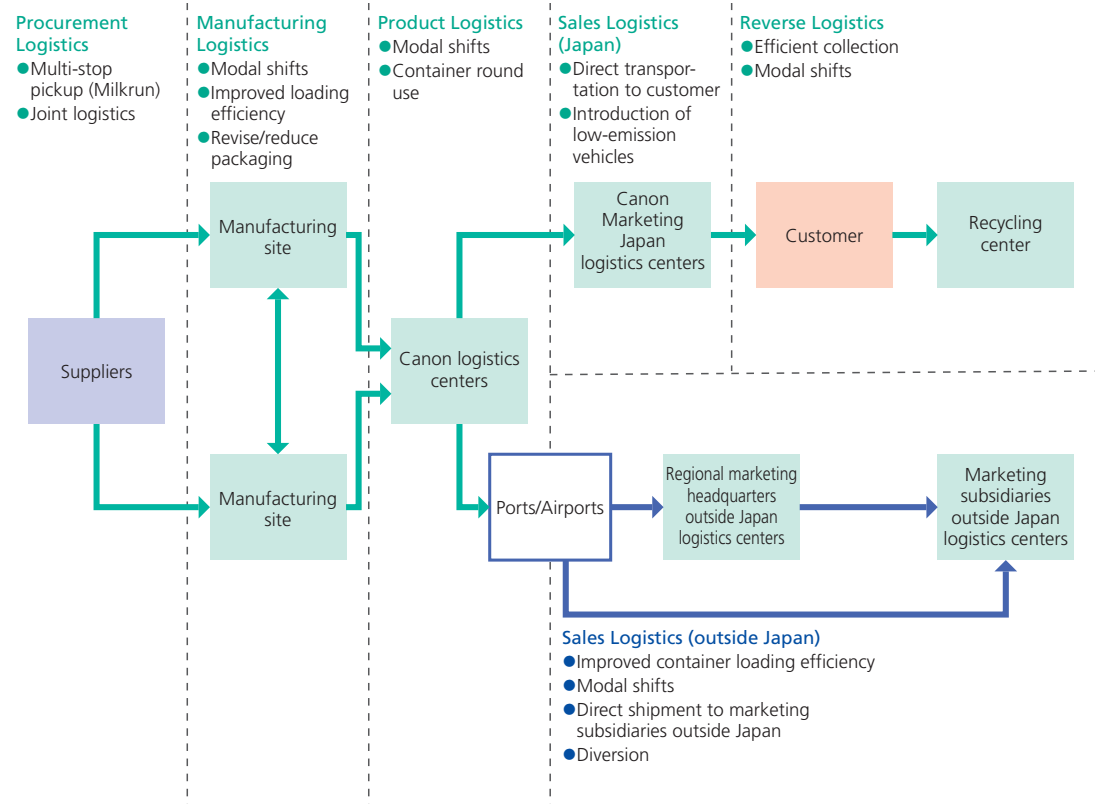 Procurement
Logistics
●Multi-stop
pickup (Milkrun)
●Joint logistics
Manufacturing
Logistics
●Modal shifts
●Improved loading
efficiency
●Revise/reduce
packaging
Product Logistics
●Modal shifts
●Container round
use
Sales Logistics
(Japan)
●Direct transpor-
tation to customer
●Introduction of
low-emission
vehicles
Reverse Logistics
●Efficient collection
●Modal shifts
Suppliers
Manufacturing
site
Manufacturing
site
Canon logistics
centers
Canon
Marketing
Japan
logistics centers
Customer
Recycling
center
Ports/Airports
Regional marketing
headquarters
outside Japan
logistics centers
Marketing
subsidiaries
outside Japan
logistics centers
Sales Logistics (outside Japan)
●Improved container loading efficiency
●Modal shifts
●Direct shipment to marketing
subsidiaries outside Japan
●Diversion